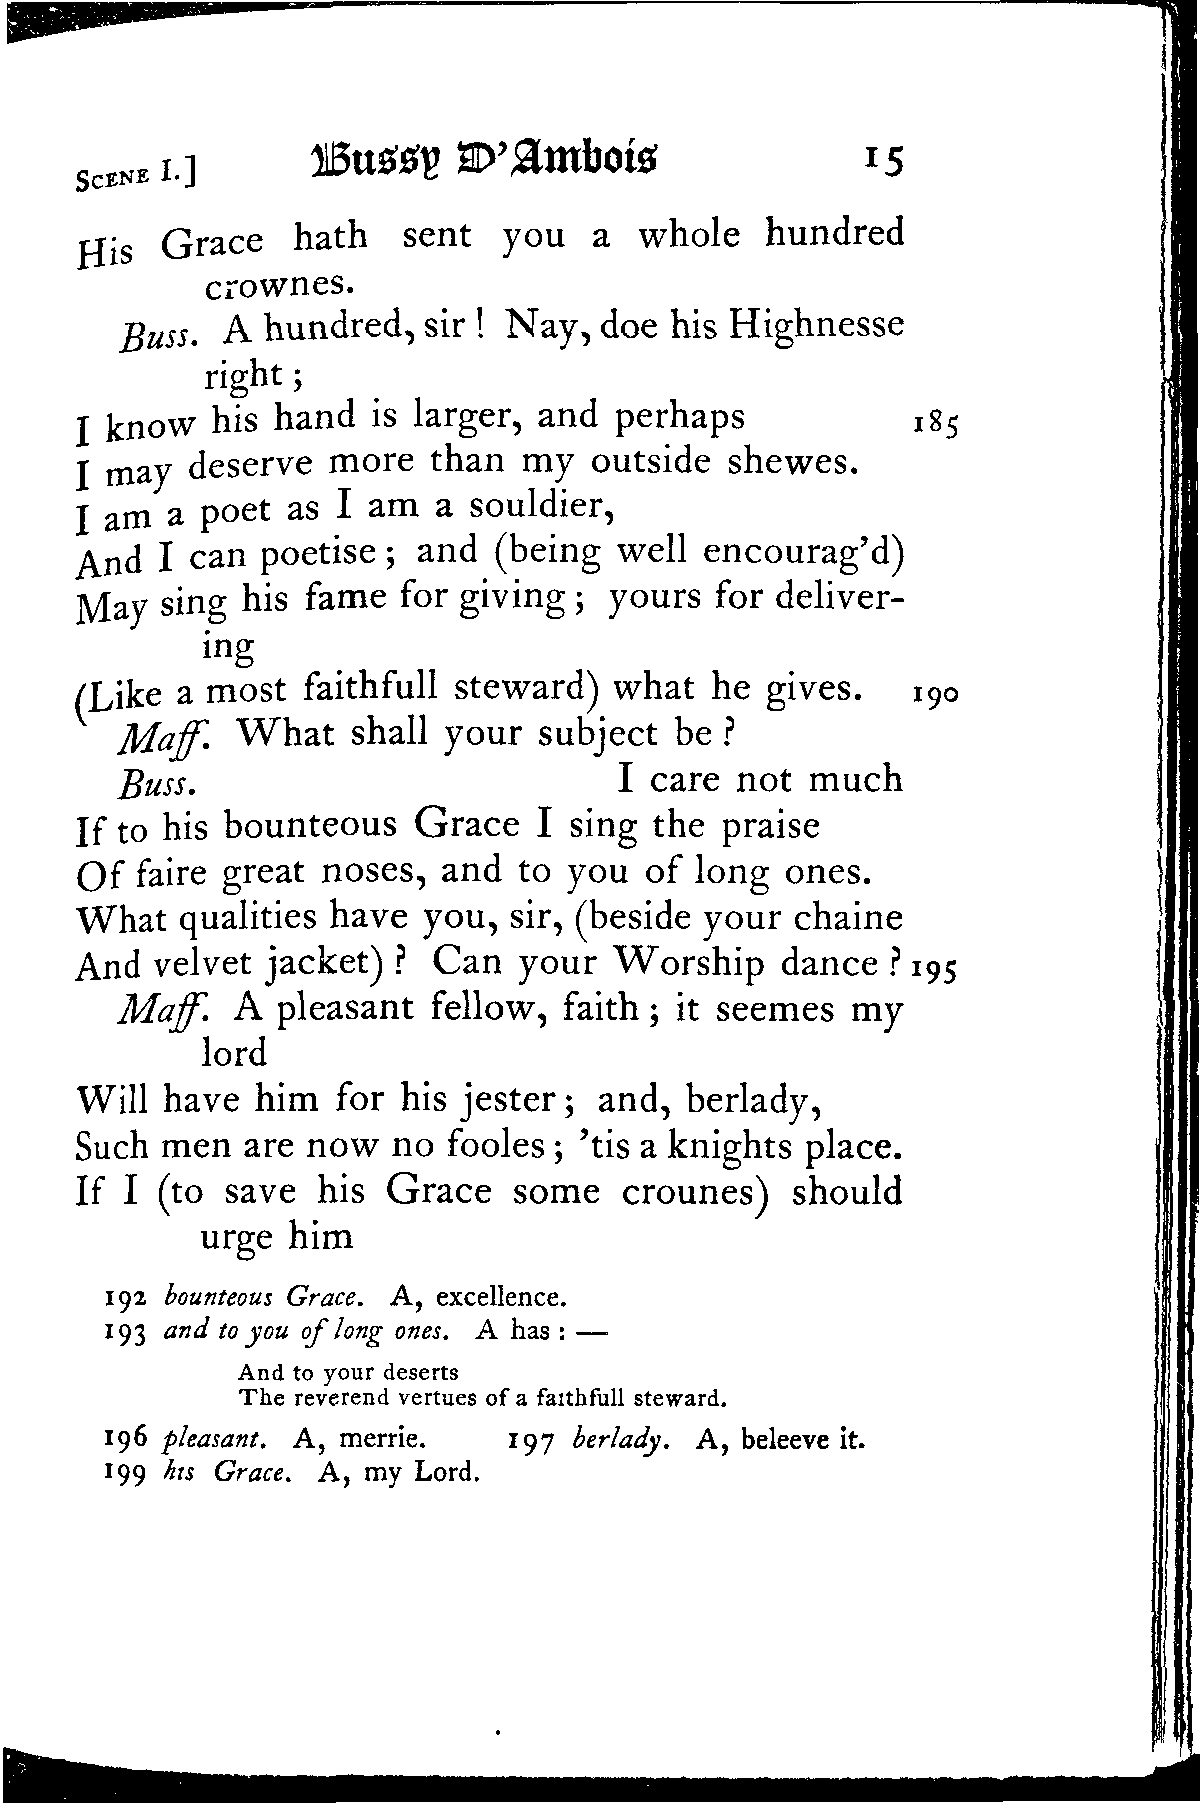 SCENE I.] Bussy D'Ambois 15
His Grace hath sent you a whole hundred
crownes.
Buss. A hundred, sir! Nay, doe his Highnesse
right;
I know his hand is larger, and perhaps 185
I may deserve more than my outside shewes.
I am a poet as I am a souldier,
And I can poetise; and (being well encourag'd)
May sing his fame for giving; yours for deliver-
ing
(Like a most faithfull steward) what he gives. 190
Maff. What shall your subject be?
Buss. I care not much
If to his bounteous Grace I sing the praise
Of faire great noses, and to you of long ones.
What qualities have you, sir, (beside your chaine
And velvet jacket)? Can your Worship dance? 195
Maff. A pleasant fellow, faith; it seemes my
lord
Will have him for his jester; and, berlady,
Such men are now no fooles; 'tis a knights place.
If I (to save his Grace some crounes) should
urge him
192 bounteous Grace. A, excellence.
193 and to you of long ones. A has: —
And to your deserts
The reverend vertues of a faithfull steward.
196 pleasant. A, merrie. 197 berlady. A, beleeve it.
199 his Grace. A, my Lord.